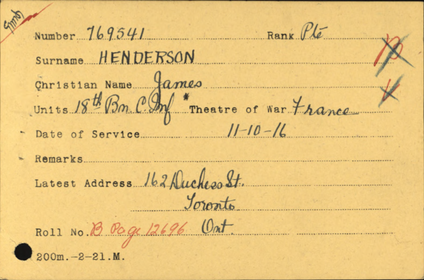 Number 769541 Rank Pte
Surname HENDERSON
Christian Name James
Units 18th Bn C. Inf * Theatre of War France
Date of Service 11-10-16
Remarks
Latest Address 162 Duchess St.
Toronto
Roll No. B Page 12696 Ont.
200m.-2-21.M.